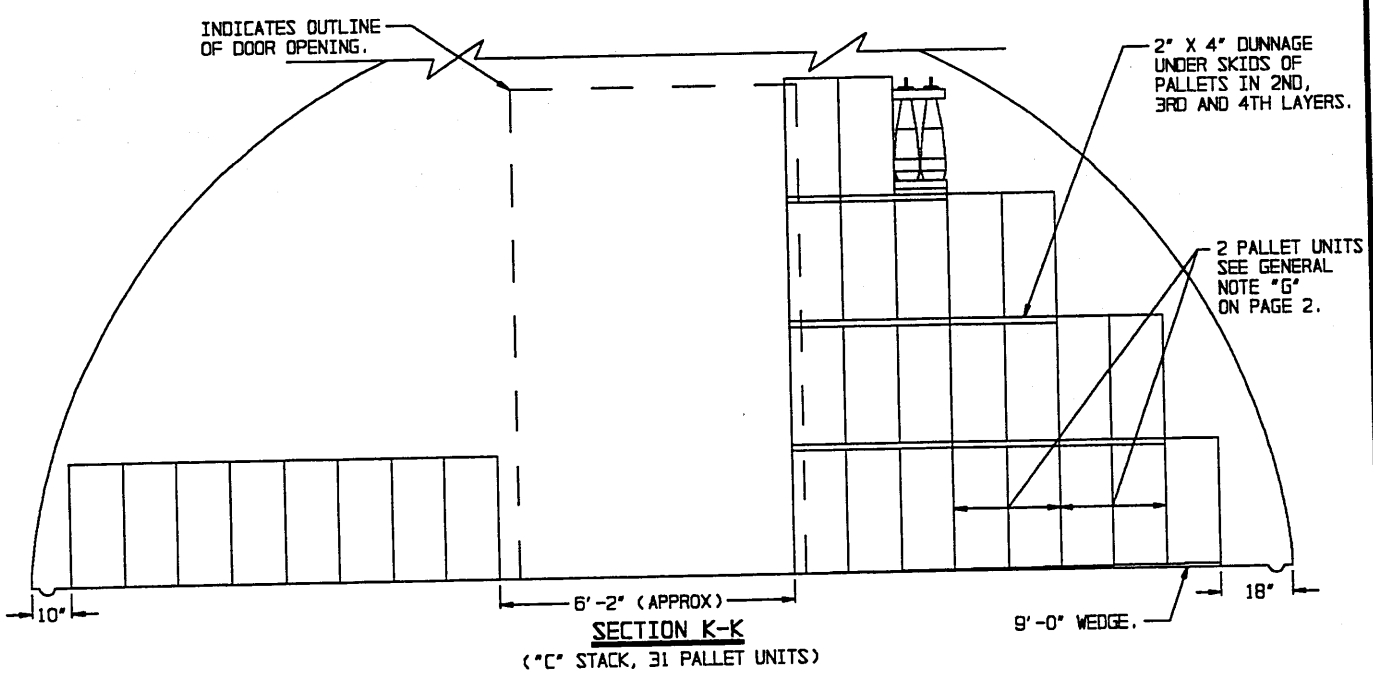 INDICATES OUTLINE
OF DOOR OPENING.
2" X 4" DUNNAGE
UNDER SKIDS OF
PALLETS IN 2ND,
3RD AND 4TH LAYERS.
2 PALLET UNITS
SEE GENERAL
NOTE "G"
ON PAGE 2.
10"
6'-2" (APPROX)
18"
9'-0" WEDGE.
SECTION K-K
("C" STACK, 31 PALLET UNITS)